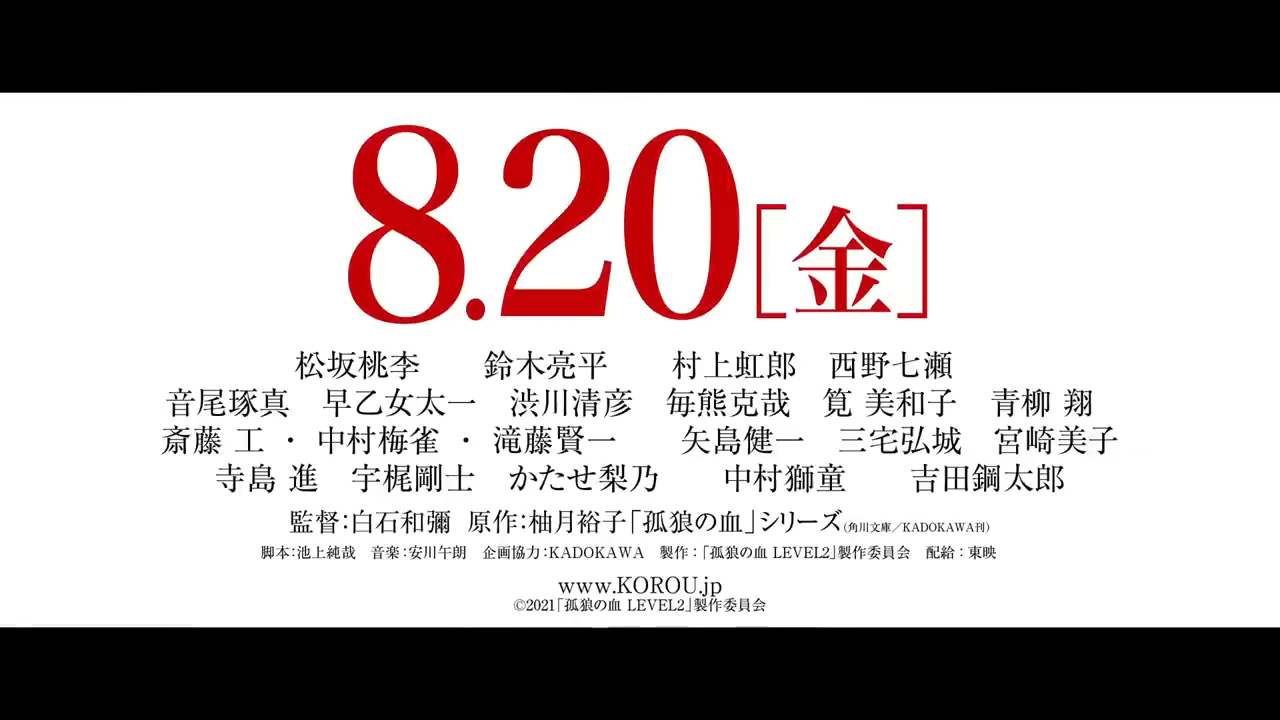 8.20[金]
松坂桃李　鈴木亮平　村上虹郎　西野七瀬
音尾琢真　早乙女太一　渋川清彦　毎熊克哉　筧 美和子　青柳 翔
斎藤 工 ・ 中村梅雀 ・ 滝藤賢一　矢島健一　三宅弘城　宮崎美子
寺島 進　宇梶剛士　かたせ梨乃　中村獅童　吉田鋼太郎
監督：白石和彌　原作：柚月裕子「孤狼の血」シリーズ（角川文庫／KADOKAWA刊）
脚本：池上純哉　音楽：安川午朗　企画協力：KADOKAWA　製作：「孤狼の血 LEVEL2」製作委員会　配給：東映
www.KOROU.jp
©2021「孤狼の血 LEVEL2」製作委員会